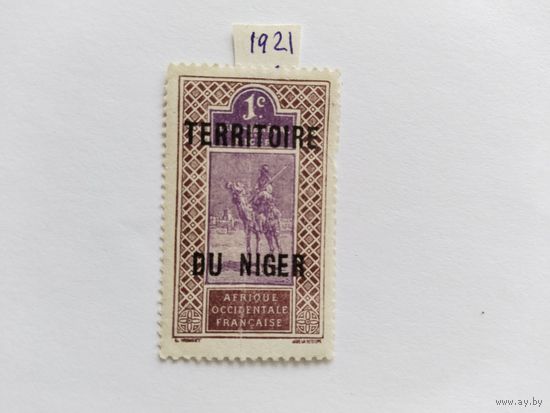 1921
1c
TERRITOIRE
DU NIGER
AFRIQUE
OCCIDENTALE
FRANÇAISE
www.ay.by